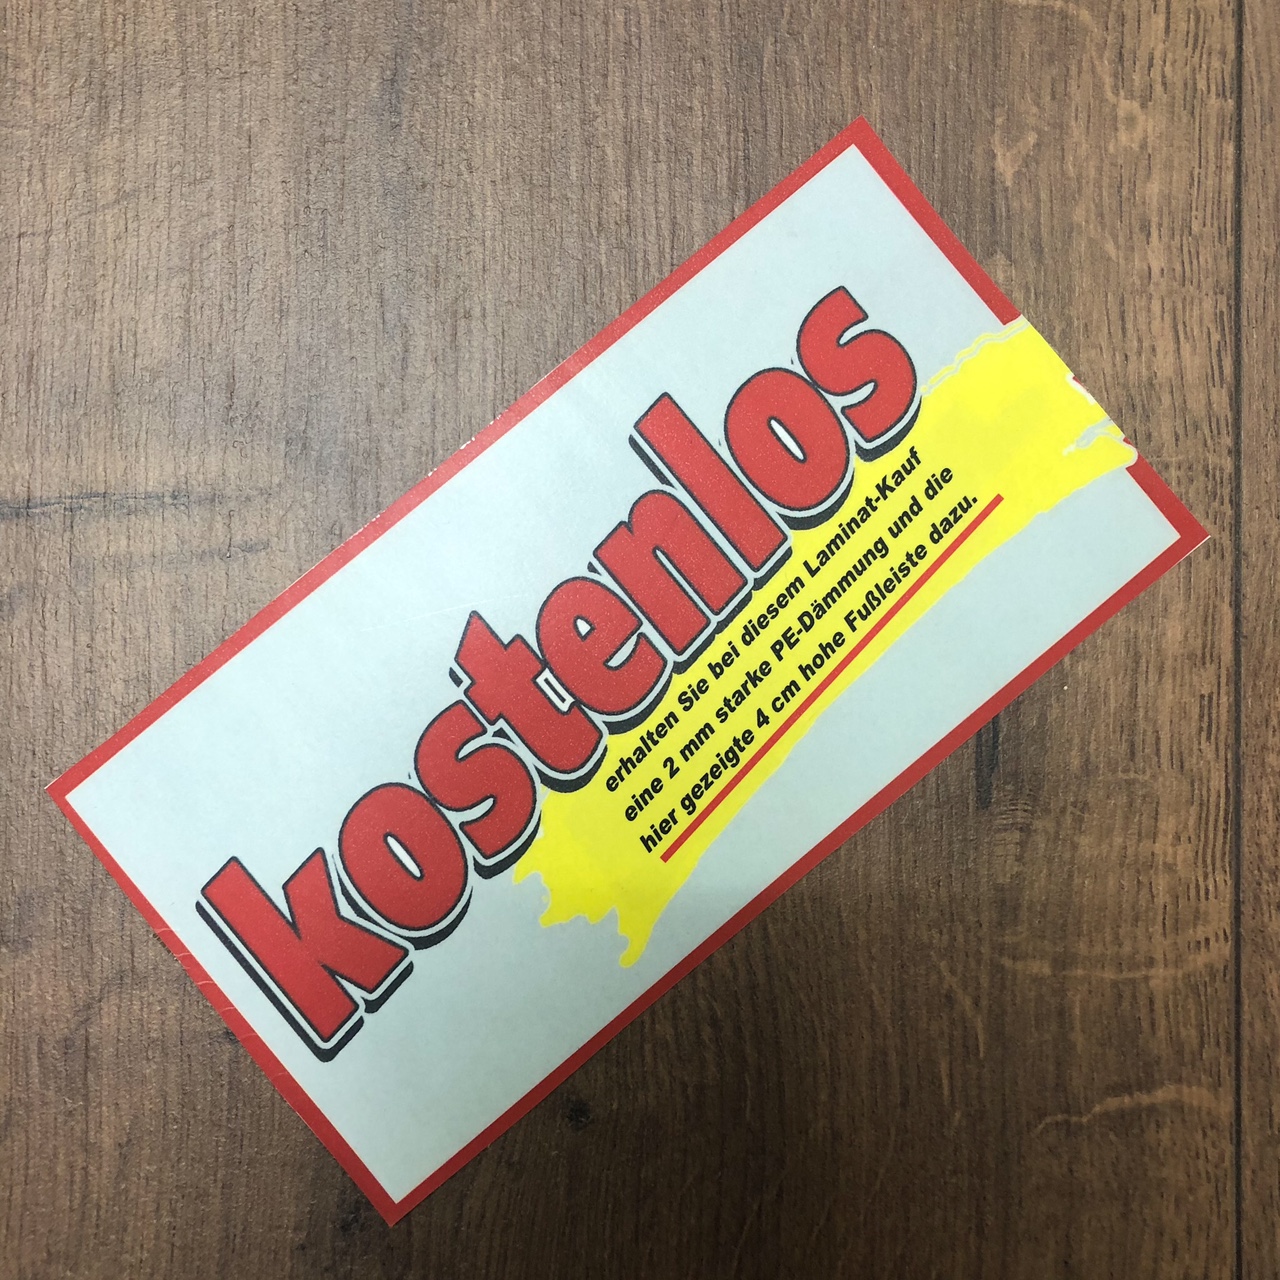 kostenlos
erhalten Sie bei diesem Laminat-Kauf
eine 2 mm starke PE-Dämmung und die
hier gezeigte 4 cm hohe Fußleiste dazu.